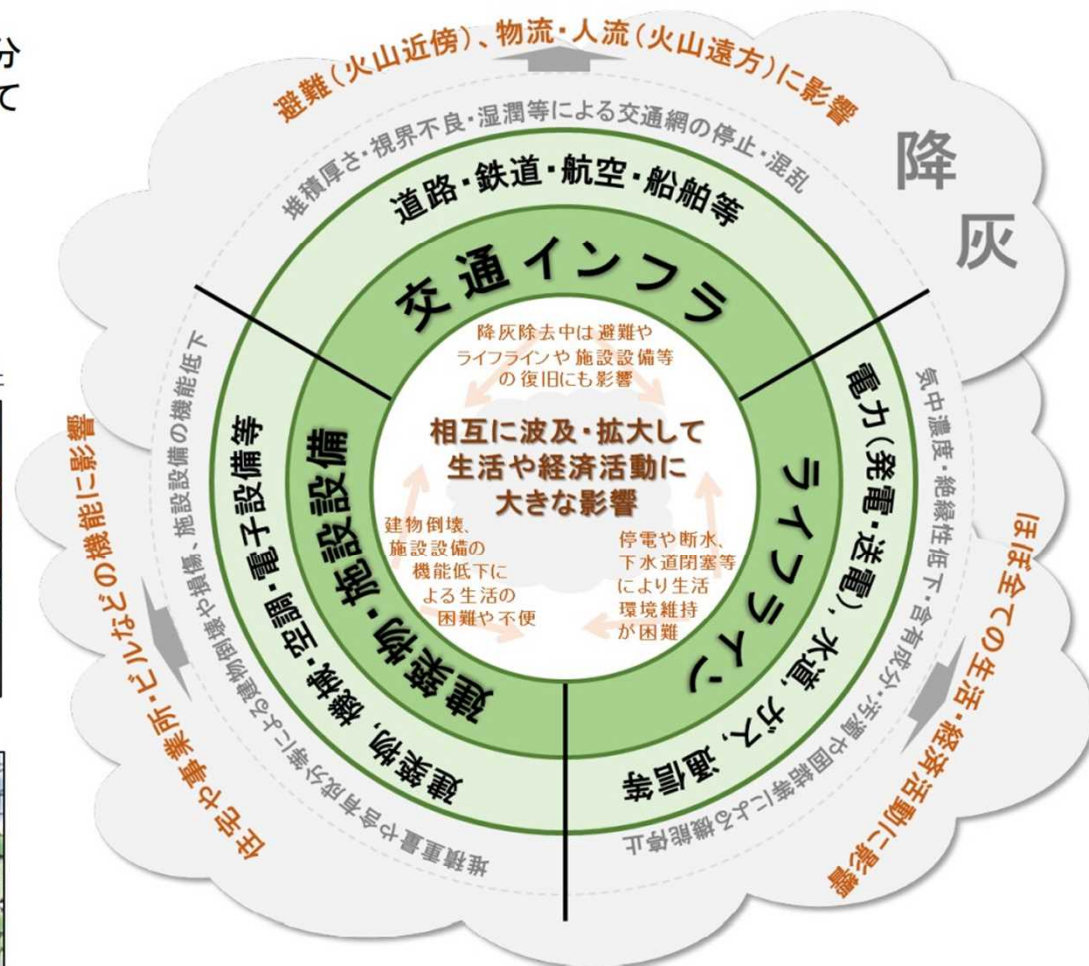 分
て
避難(火山近傍)、物流・人流(火山遠方)に影響
降
灰
堆積厚さ・視界不良・湿潤等による交通網の停止・混乱
道路・鉄道・航空・船舶等
交通インフラ
降灰除去中は避難や
ライフラインや施設設備等
の復旧にも影響
相互に波及・拡大して
生活や経済活動に
大きな影響
建物倒壊、
施設設備の
機能低下に
よる生活の
困難や不便
停電や断水、
下水道閉塞等
により生活
環境維持
が困難
ライフライン
電力(発電・送電), 水道, ガス, 通信等
気中濃度・絶縁性低下・含有成分・汚濁や固結等による機能停止
ほぼ全ての生活・経済活動に影響
建築物・施設設備
建築物, 機械・空調・電子設備等
堆積重量や含有成分等による建物倒壊や損傷、施設設備の機能低下
住宅や事業所・ビルなどの機能に影響